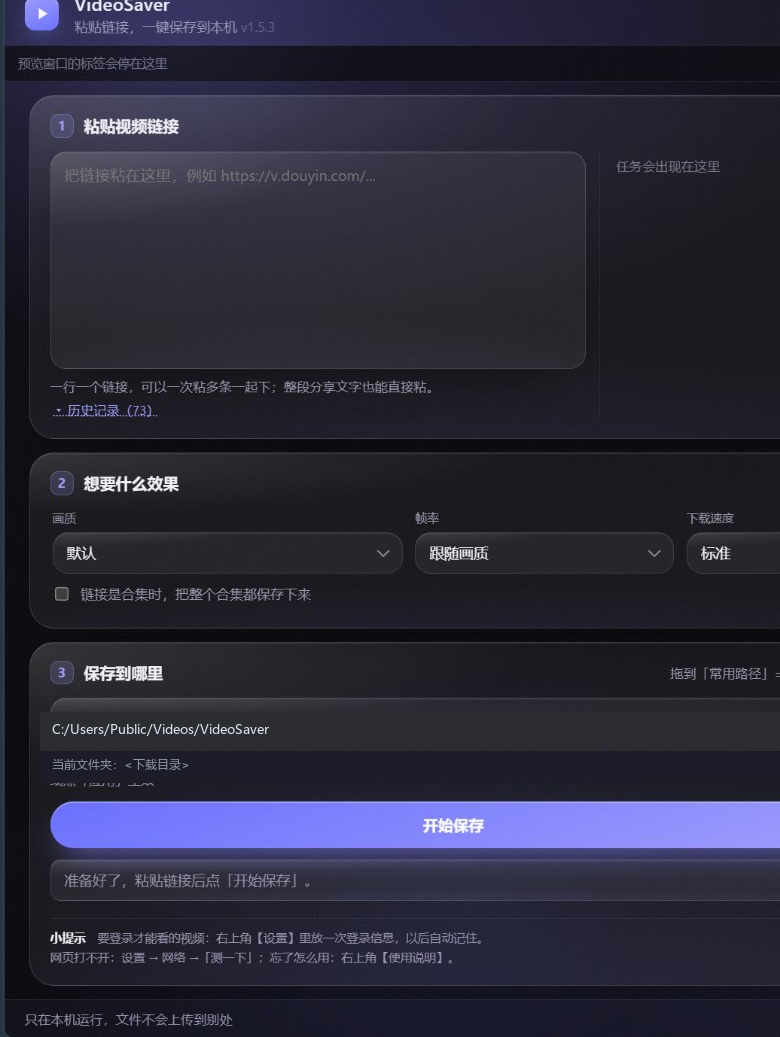 VideoSaver
粘贴链接，一键保存到本机 v1.5.3
预览窗口的标签会停在这里
1 粘贴视频链接
把链接粘在这里，例如 https://v.douyin.com/...
任务会出现在这里
一行一个链接，可以一次粘多条一起下；整段分享文字也能直接粘。
历史记录（73）
2 想要什么效果
画质
帧率
下载速度
默认
跟随画质
标准
链接是合集时，把整个合集都保存下来
3 保存到哪里
拖到「常用路径」=
C:/Users/Public/Videos/VideoSaver
当前文件夹：<下载目录>
开始保存
准备好了，粘贴链接后点「开始保存」。
小提示 要登录才能看的视频：右上角【设置】里放一次登录信息，以后自动记住。
网页打不开：设置 → 网络 →「测一下」；忘了怎么用：右上角【使用说明】。
只在本机运行，文件不会上传到别处